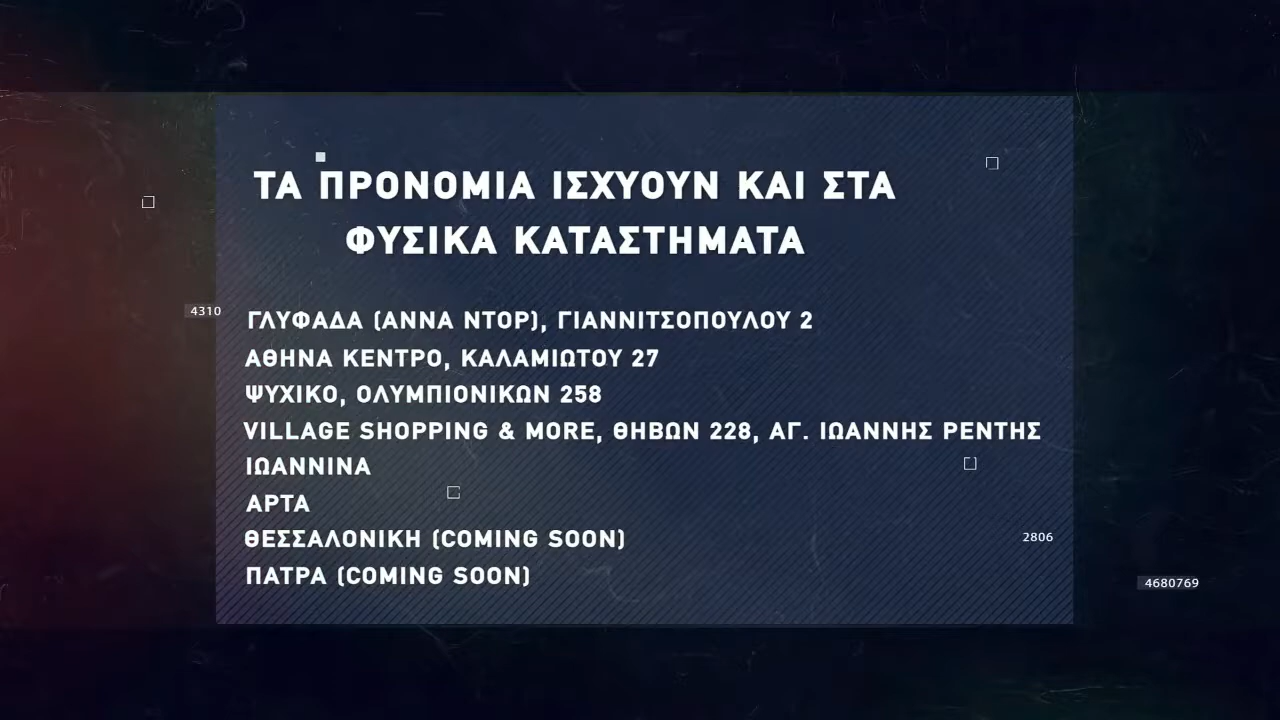 ΤΑ ΠΡΟΝΟΜΙΑ ΙΣΧΥΟΥΝ ΚΑΙ ΣΤΑ
ΦΥΣΙΚΑ ΚΑΤΑΣΤΗΜΑΤΑ
4310
ΓΛΥΦΑΔΑ (ΑΝΝΑ ΝΤΟΡ), ΓΙΑΝΝΙΤΣΟΠΟΥΛΟΥ 2
ΑΘΗΝΑ ΚΕΝΤΡΟ, ΚΑΛΑΜΙΩΤΟΥ 27
ΨΥΧΙΚΟ, ΟΛΥΜΠΙΟΝΙΚΩΝ 258
VILLAGE SHOPPING & MORE, ΘΗΒΩΝ 228, ΑΓ. ΙΩΑΝΝΗΣ ΡΕΝΤΗΣ
ΙΩΑΝΝΙΝΑ
ΑΡΤΑ
ΘΕΣΣΑΛΟΝΙΚΗ (COMING SOON)
2806
ΠΑΤΡΑ (COMING SOON)
4680769